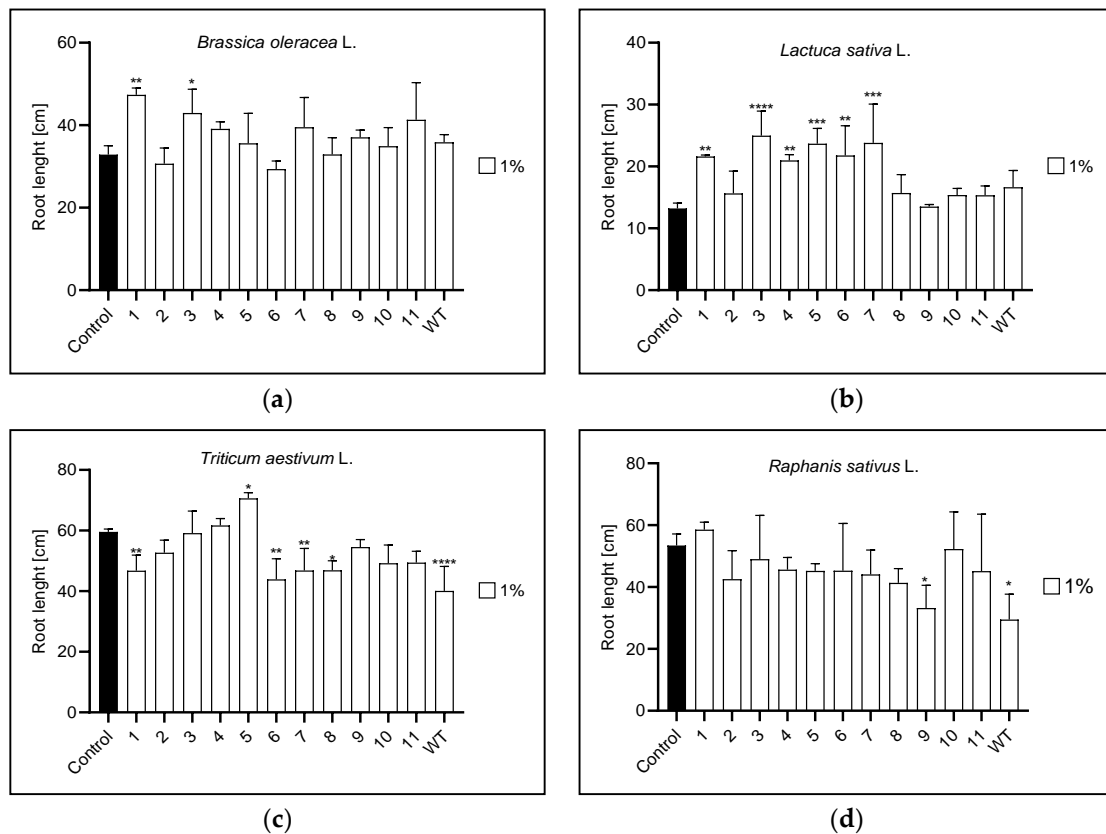 Brassica oleracea L.
Root lenght [cm]
60
40
20
0
** *
1%
Control 1 2 3 4 5 6 7 8 9 10 11 WT
(a)
Lactuca sativa L.
Root lenght [cm]
40
30
20
10
0
** **** ** *** ** ***
1%
Control 1 2 3 4 5 6 7 8 9 10 11 WT
(b)
Triticum aestivum L.
Root lenght [cm]
80
60
40
20
0
** * ** ** * ****
1%
Control 1 2 3 4 5 6 7 8 9 10 11 WT
(c)
Raphanis sativus L.
Root lenght [cm]
80
60
40
20
0
* *
1%
Control 1 2 3 4 5 6 7 8 9 10 11 WT
(d)